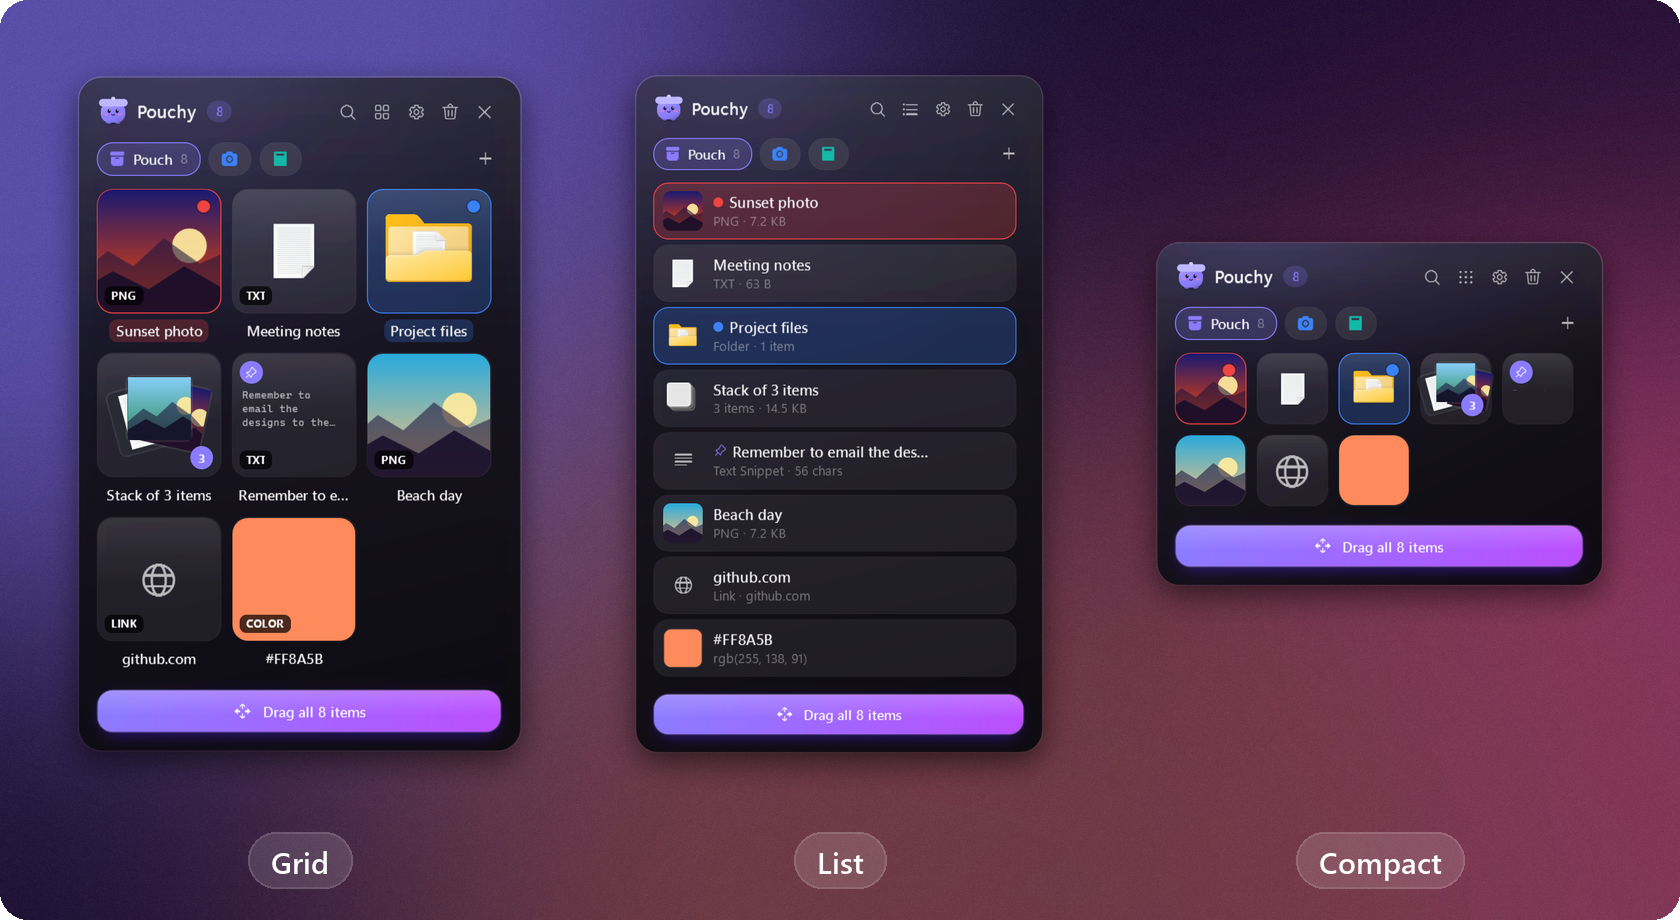 Pouchy 8
Pouch 8
PNG
TXT
Sunset photo
Meeting notes
Project files
3
Remember to
email the
designs to the…
TXT
PNG
Stack of 3 items
Remember to e...
Beach day
LINK
COLOR
github.com
#FF8A5B
Drag all 8 items
Grid
Pouchy 8
Pouch 8
Sunset photo
PNG · 7.2 KB
Meeting notes
TXT · 63 B
Project files
Folder · 1 item
Stack of 3 items
3 items · 14.5 KB
Remember to email the des...
Text Snippet · 56 chars
Beach day
PNG · 7.2 KB
github.com
Link · github.com
#FF8A5B
rgb(255, 138, 91)
Drag all 8 items
List
Pouchy 8
Pouch 8
3
Drag all 8 items
Compact